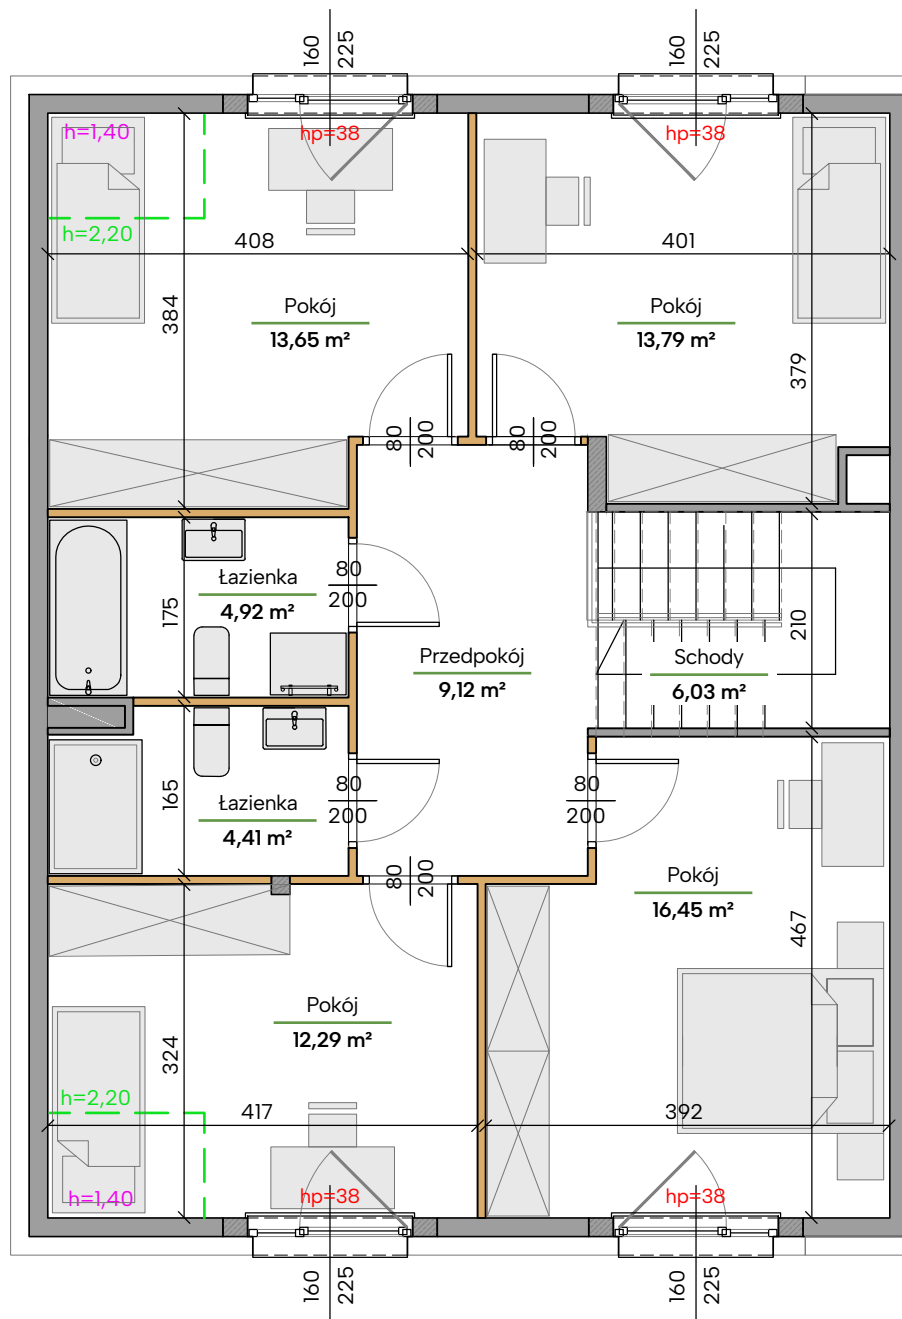 160
225
160
225
h=1,40
hp=38
hp=38
h=2,20
408
401
384
Pokój
13,65 m²
Pokój
13,79 m²
379
80
200
80
200
Łazienka
4,92 m²
80
200
175
210
Przedpokój
9,12 m²
Schody
6,03 m²
165
Łazienka
4,41 m²
80
200
80
200
80
200
Pokój
16,45 m²
467
Pokój
12,29 m²
324
h=2,20
417
392
h=1,40
hp=38
hp=38
160
225
160
225